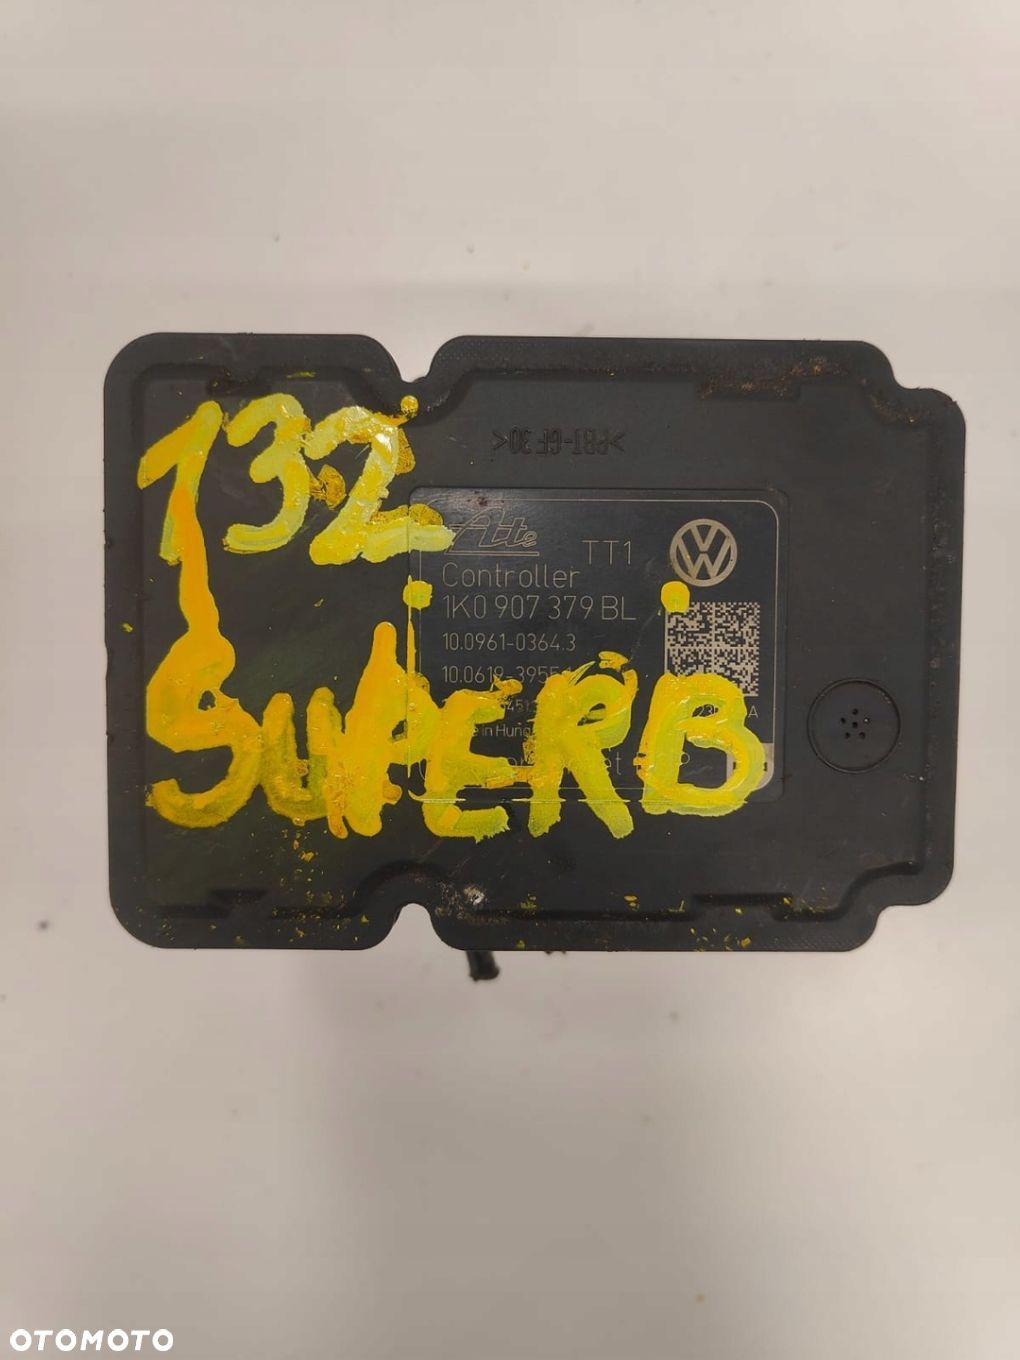 132
>PBT-GF30<
Ate
TT1
Controller
1K0 907 379 BL
10.0961-0364.3
SUPERB
OTOMOTO